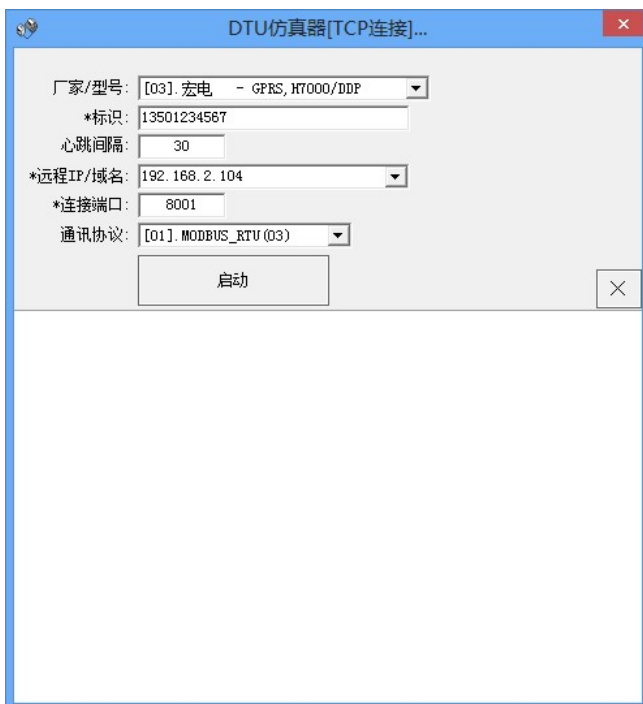 DTU仿真器[TCP连接]...
厂家/型号: [03].宏电 - GPRS,H7000/DDP
*标识: 13501234567
心跳间隔: 30
*远程IP/域名: 192.168.2.104
*连接端口: 8001
通讯协议: [01].MODBUS_RTU(03)
启动